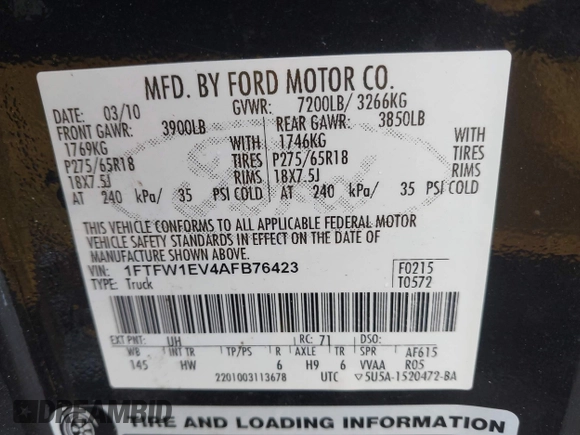 MFD. BY FORD MOTOR CO.
DATE: 03/10 GVWR: 7200LB/ 3266KG
FRONT GAWR: 3900LB REAR GAWR: 3850LB
1769KG WITH 1746KG WITH
P275/65R18 TIRES P275/65R18 TIRES
18X7.5J RIMS 18X7.5J RIMS
AT 240 kPa/ 35 PSI COLD AT 240 kPa/ 35 PSI COLD
THIS VEHICLE CONFORMS TO ALL APPLICABLE FEDERAL MOTOR
VEHICLE SAFETY STANDARDS IN EFFECT ON THE DATE OF
MANUFACTURE SHOWN ABOVE.
VIN: 1FTFW1EV4AFB76423 F0215
TYPE: Truck T0572
EXT PNT: UH RC: 71 DSO:
WB INT TR TP/PS R AXLE TR SPR AF615
145 HW 6 H9 6 VVAA R05
2201003113678 UTC 5U5A-1520472-BA
TIRE AND LOADING INFORMATION
DREAMBID